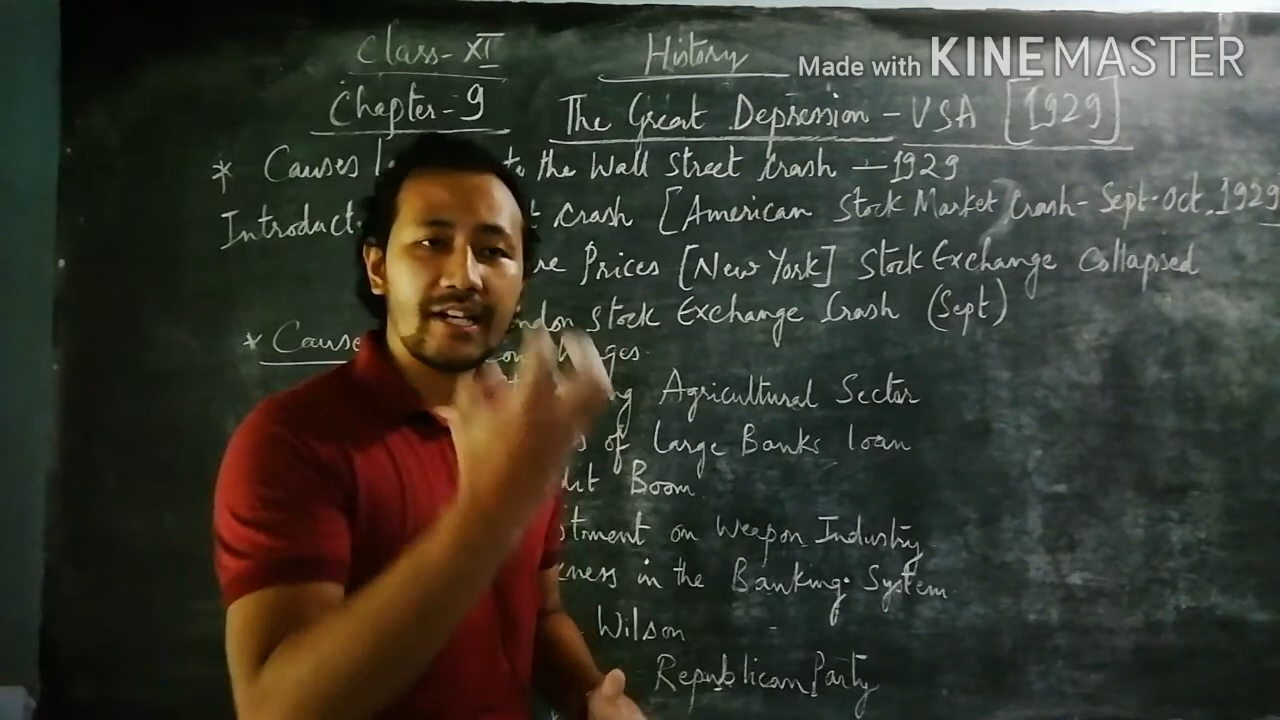 Class-XI History
Made with KINEMASTER
Chapter-9 The Great Depression - USA [1929]
* Causes to the Wall Street Crash - 1929
Introduct Crash [American Stock Market Crash - Sept-Oct, 1929
re Prices [New York] Stock Exchange Collapsed
ndon Stock Exchange Crash (Sept)
* Cause
Wages.
ng Agricultural Sector
s of Large Banks loan
dit Boom
stment on Weapon Industry
kness in the Banking System
Wilson
Republican Party